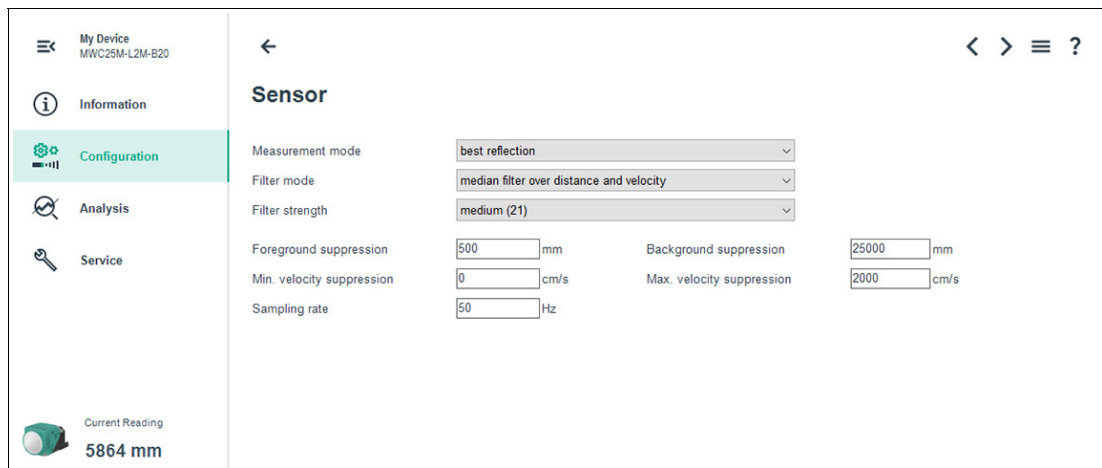 My Device
MWC25M-L2M-B20
Information
Configuration
Analysis
Service
Current Reading
5864 mm
?
Sensor
Measurement mode best reflection
Filter mode median filter over distance and velocity
Filter strength medium (21)
Foreground suppression 500 mm Background suppression 25000 mm
Min. velocity suppression 0 cm/s Max. velocity suppression 2000 cm/s
Sampling rate 50 Hz